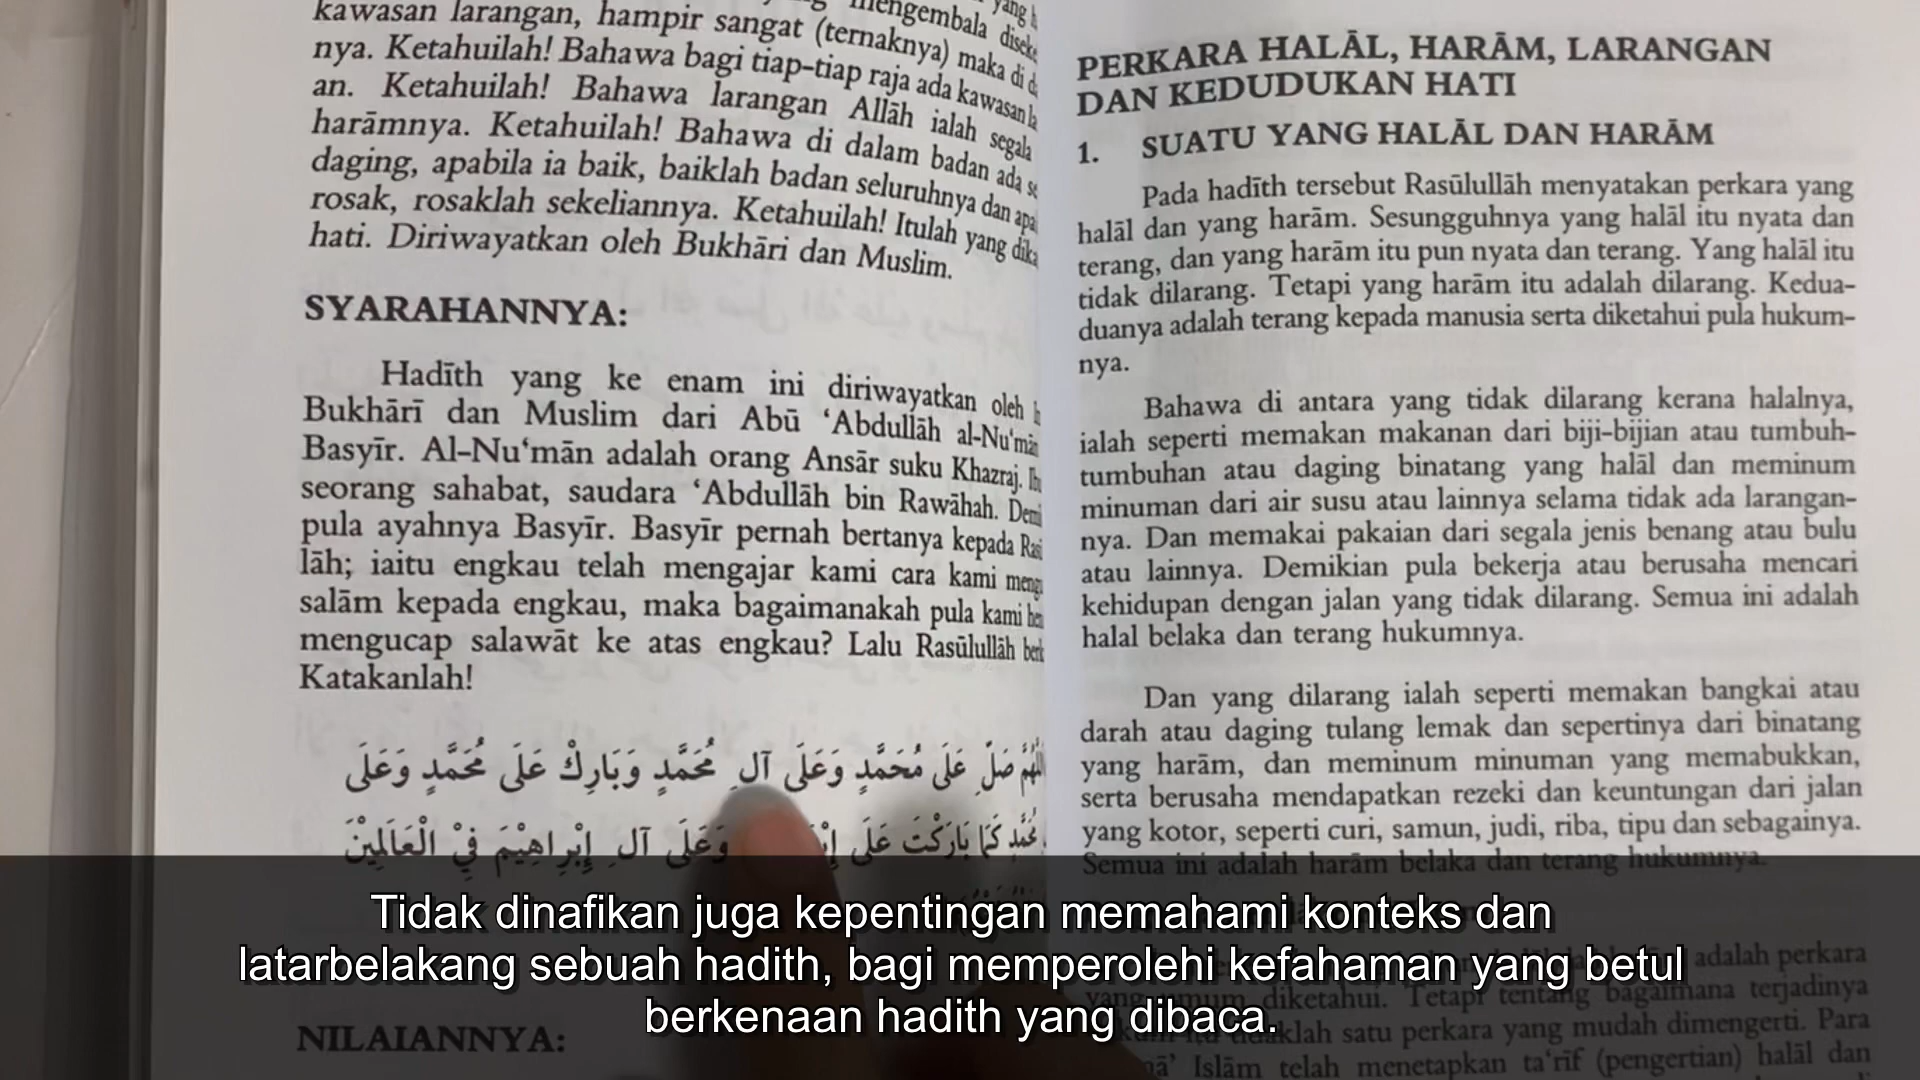 kawasan larangan, hampir sangat (ternaknya) maka di
nya. Ketahuilah! Bahawa bagi tiap-tiap raja ada kawasan
an. Ketahuilah! Bahawa larangan Allāh ialah segala
harāmnya. Ketahuilah! Bahawa di dalam badan ada
daging, apabila ia baik, baiklah badan seluruhnya dan
rosak, rosaklah sekeliannya. Ketahuilah! Itulah yang
hati. Diriwayatkan oleh Bukhāri dan Muslim.
SYARAHANNYA:
Hadīth yang ke enam ini diriwayatkan oleh
Bukhārī dan Muslim dari Abū ‘Abdullāh al-Nu‘mān
Basyīr. Al-Nu‘mān adalah orang Ansār suku Khazraj.
seorang sahabat, saudara ‘Abdullāh bin Rawāhah.
pula ayahnya Basyīr. Basyīr pernah bertanya kepada
lāh; iaitu engkau telah mengajar kami cara kami
salām kepada engkau, maka bagaimanakah pula kami
mengucap salawāt ke atas engkau? Lalu Rasūlullāh
Katakanlah!
صَلِّ عَلَى مُحَمَّدٍ وَعَلَى آلِ مُحَمَّدٍ وَبَارِكْ عَلَى مُحَمَّدٍ وَعَلَى
كَمَا بَارَكْتَ عَلَى وَعَلَى آلِ إِبْرَاهِيْمَ فِيْ الْعَالَمِيْنَ
NILAIANNYA:
PERKARA HALĀL, HARĀM, LARANGAN
DAN KEDUDUKAN HATI
1. SUATU YANG HALĀL DAN HARĀM
Pada hadīth tersebut Rasūlullāh menyatakan perkara yang
halāl dan yang harām. Sesungguhnya yang halāl itu nyata dan
terang, dan yang harām itu pun nyata dan terang. Yang halāl itu
tidak dilarang. Tetapi yang harām itu adalah dilarang. Kedua-
duanya adalah terang kepada manusia serta diketahui pula hukum-
nya.
Bahawa di antara yang tidak dilarang kerana halalnya,
ialah seperti memakan makanan dari biji-bijian atau tumbuh-
tumbuhan atau daging binatang yang halāl dan meminum
minuman dari air susu atau lainnya selama tidak ada larangan-
nya. Dan memakai pakaian dari segala jenis benang atau bulu
atau lainnya. Demikian pula bekerja atau berusaha mencari
kehidupan dengan jalan yang tidak dilarang. Semua ini adalah
halal belaka dan terang hukumnya.
Dan yang dilarang ialah seperti memakan bangkai atau
darah atau daging tulang lemak dan sepertinya dari binatang
yang harām, dan meminum minuman yang memabukkan,
serta berusaha mendapatkan rezeki dan keuntungan dari jalan
yang kotor, seperti curi, samun, judi, riba, tipu dan sebagainya.
Semua ini adalah harām belaka dan terang hukumnya.
adalah perkara
yang umum diketahui. Tetapi tentang bagaimana terjadinya
satu perkara yang mudah dimengerti. Para
Islām telah menetapkan ta‘rīf (pengertian) halāl dan
Tidak dinafikan juga kepentingan memahami konteks dan
latarbelakang sebuah hadith, bagi memperolehi kefahaman yang betul
berkenaan hadith yang dibaca.